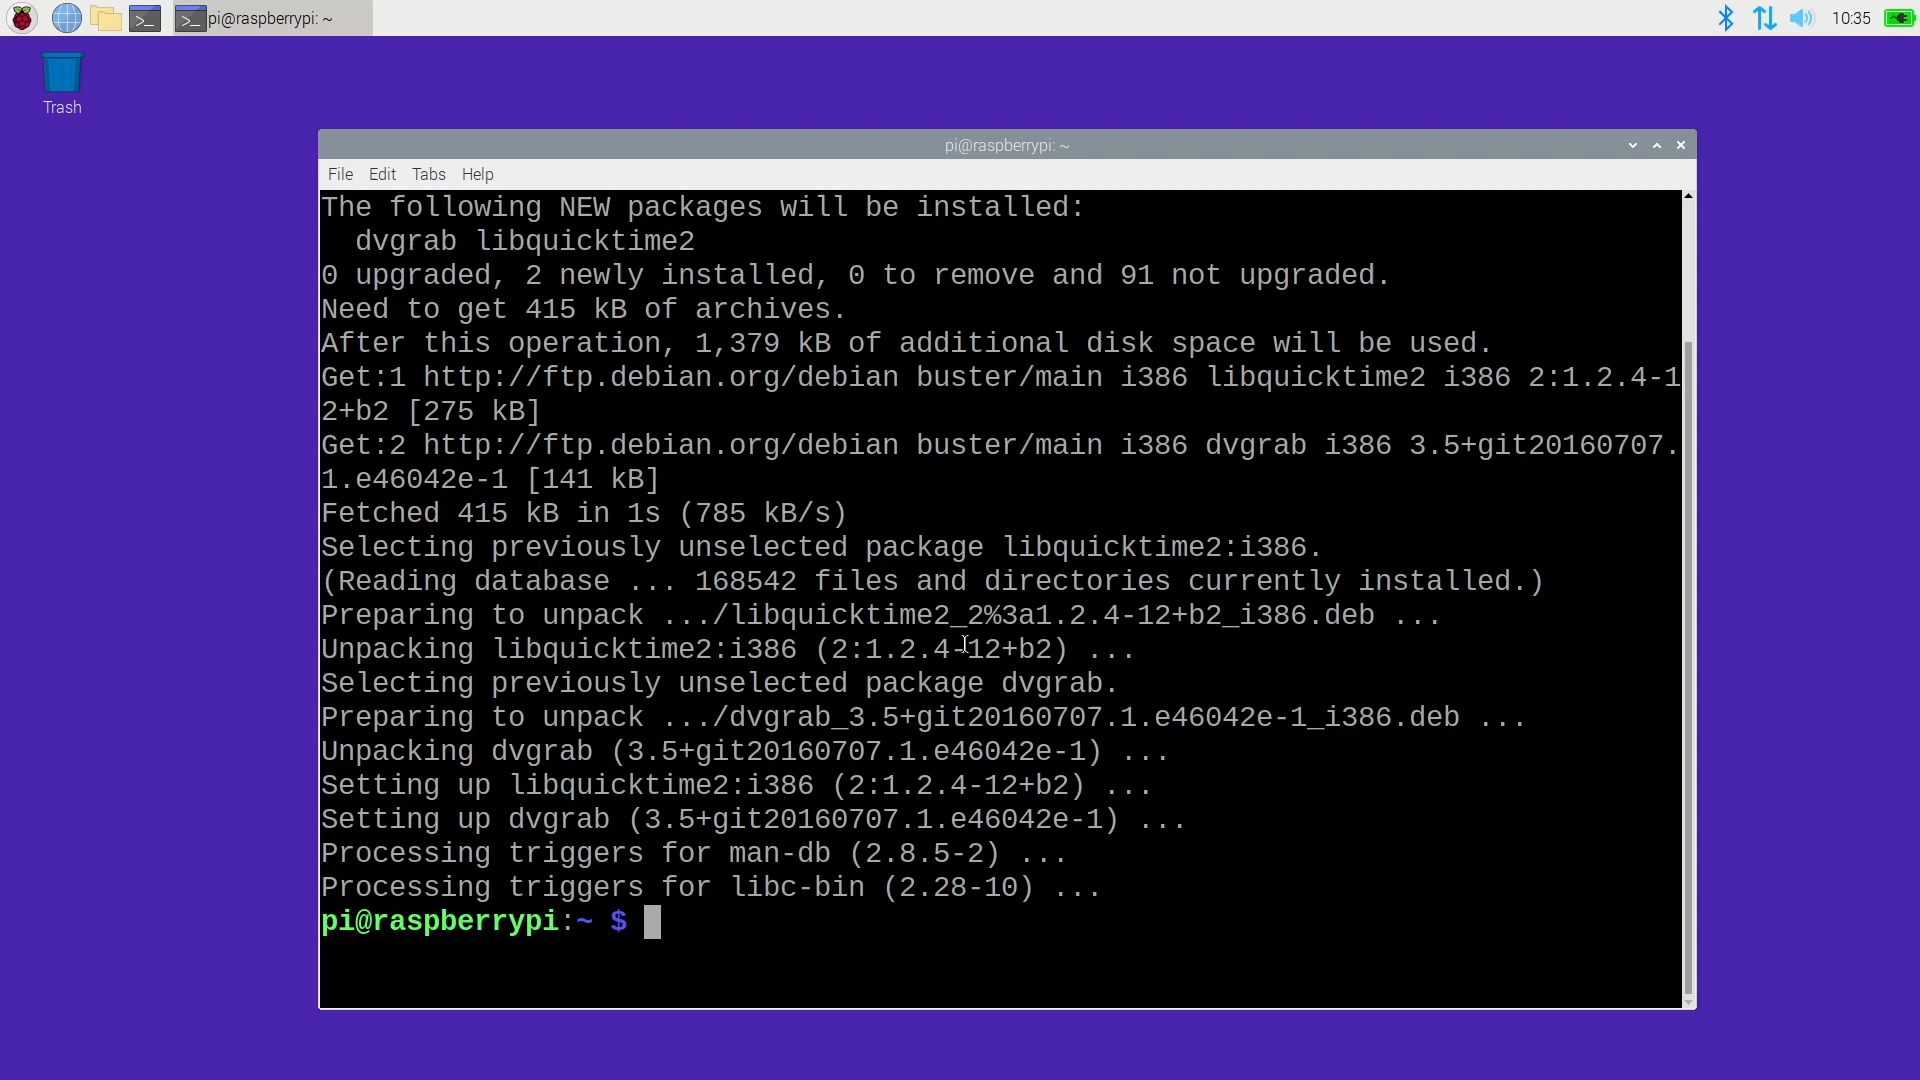 pi@raspberrypi: ~
10:35
Trash
pi@raspberrypi: ~
File Edit Tabs Help
The following NEW packages will be installed:
  dvgrab libquicktime2
0 upgraded, 2 newly installed, 0 to remove and 91 not upgraded.
Need to get 415 kB of archives.
After this operation, 1,379 kB of additional disk space will be used.
Get:1 http://ftp.debian.org/debian buster/main i386 libquicktime2 i386 2:1.2.4-1
2+b2 [275 kB]
Get:2 http://ftp.debian.org/debian buster/main i386 dvgrab i386 3.5+git20160707.
1.e46042e-1 [141 kB]
Fetched 415 kB in 1s (785 kB/s)
Selecting previously unselected package libquicktime2:i386.
(Reading database ... 168542 files and directories currently installed.)
Preparing to unpack .../libquicktime2_2%3a1.2.4-12+b2_i386.deb ...
Unpacking libquicktime2:i386 (2:1.2.4-12+b2) ...
Selecting previously unselected package dvgrab.
Preparing to unpack .../dvgrab_3.5+git20160707.1.e46042e-1_i386.deb ...
Unpacking dvgrab (3.5+git20160707.1.e46042e-1) ...
Setting up libquicktime2:i386 (2:1.2.4-12+b2) ...
Setting up dvgrab (3.5+git20160707.1.e46042e-1) ...
Processing triggers for man-db (2.8.5-2) ...
Processing triggers for libc-bin (2.28-10) ...
pi@raspberrypi:~ $